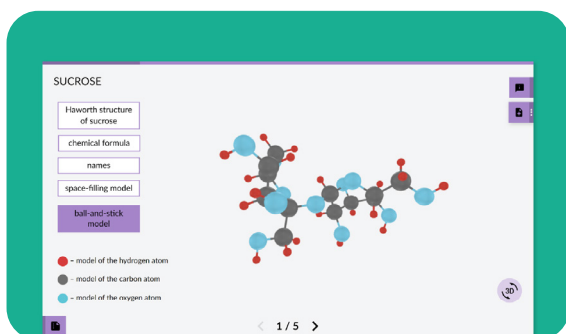 SUCROSE
Haworth structure
of sucrose
chemical formula
names
space-filling model
ball-and-stick
model
– model of the hydrogen atom
– model of the carbon atom
– model of the oxygen atom
3D
1 / 5